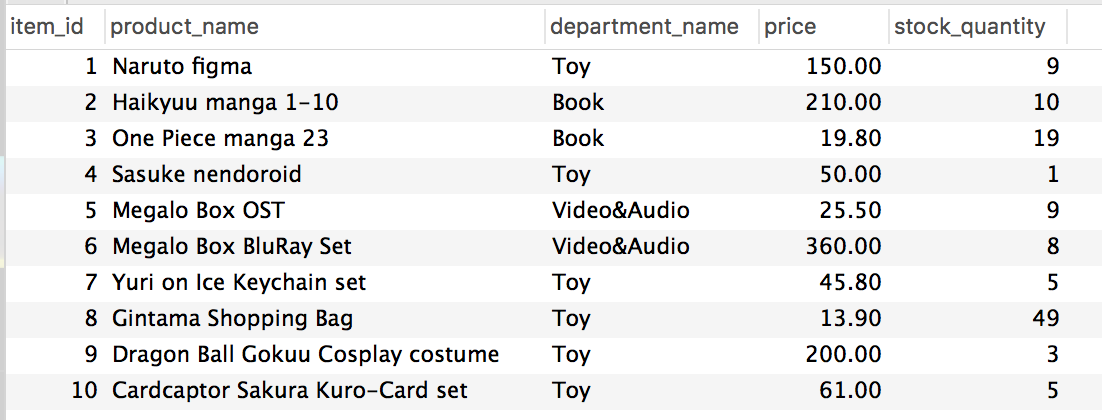 item_id product_name department_name price stock_quantity
1 Naruto figma Toy 150.00 9
2 Haikyuu manga 1-10 Book 210.00 10
3 One Piece manga 23 Book 19.80 19
4 Sasuke nendoroid Toy 50.00 1
5 Megalo Box OST Video&Audio 25.50 9
6 Megalo Box BluRay Set Video&Audio 360.00 8
7 Yuri on Ice Keychain set Toy 45.80 5
8 Gintama Shopping Bag Toy 13.90 49
9 Dragon Ball Gokuu Cosplay costume Toy 200.00 3
10 Cardcaptor Sakura Kuro-Card set Toy 61.00 5